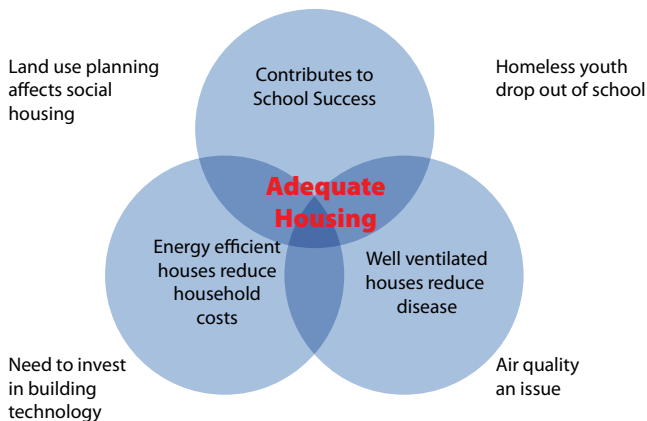 Land use planning
affects social
housing
Contributes to
School Success
Homeless youth
drop out of school
Adequate
Housing
Energy efficient
houses reduce
household
costs
Well ventilated
houses reduce
disease
Need to invest
in building
technology
Air quality
an issue